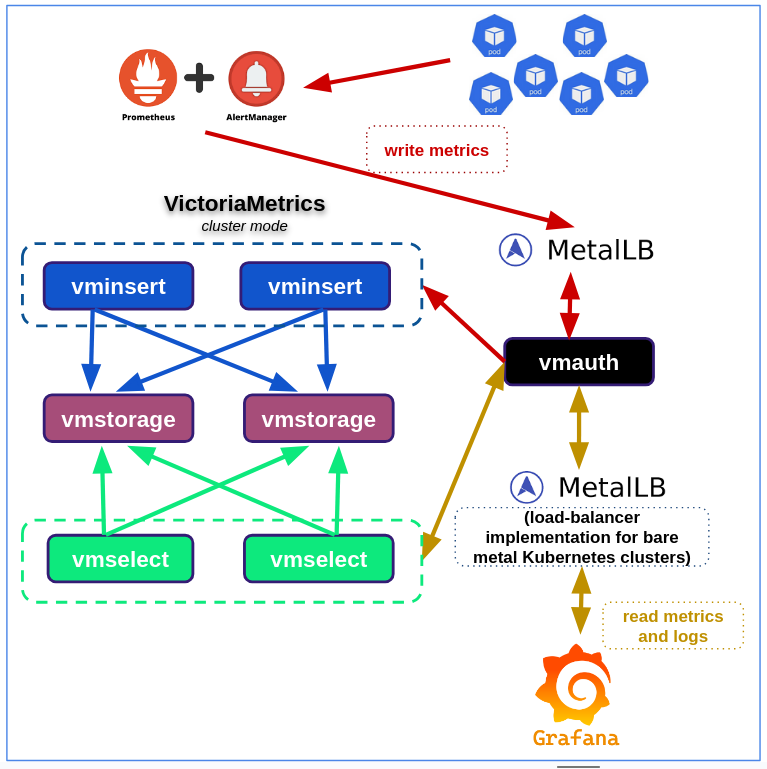 pod
pod
pod
pod
pod
pod
Prometheus
AlertManager
write metrics
VictoriaMetrics
cluster mode
MetalLB
vminsert
vminsert
vmauth
vmstorage
vmstorage
MetalLB
(load-balancer
implementation for bare
metal Kubernetes clusters)
vmselect
vmselect
read metrics
and logs
Grafana